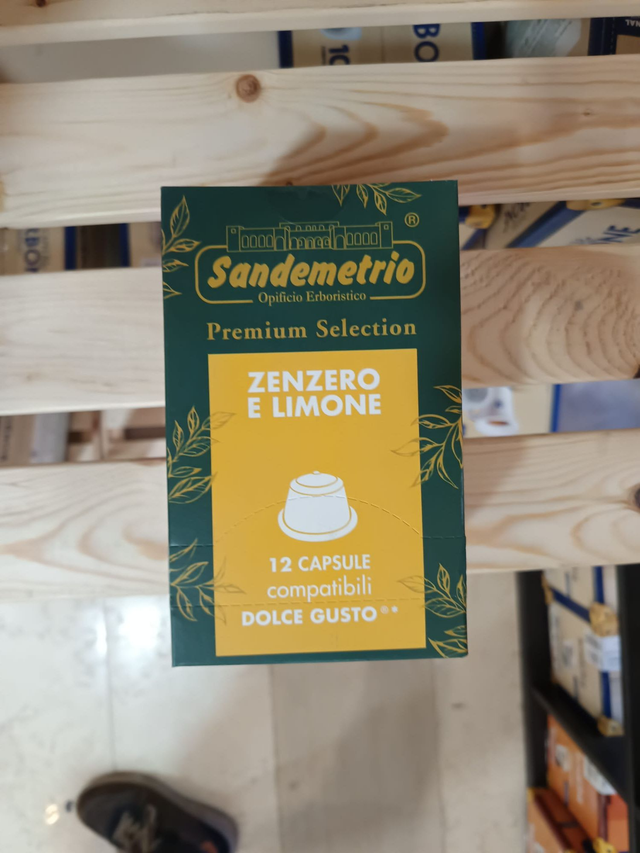 Sandemetrio ®
Opificio Erboristico
Premium Selection
ZENZERO
E LIMONE
12 CAPSULE
compatibili
DOLCE GUSTO®*